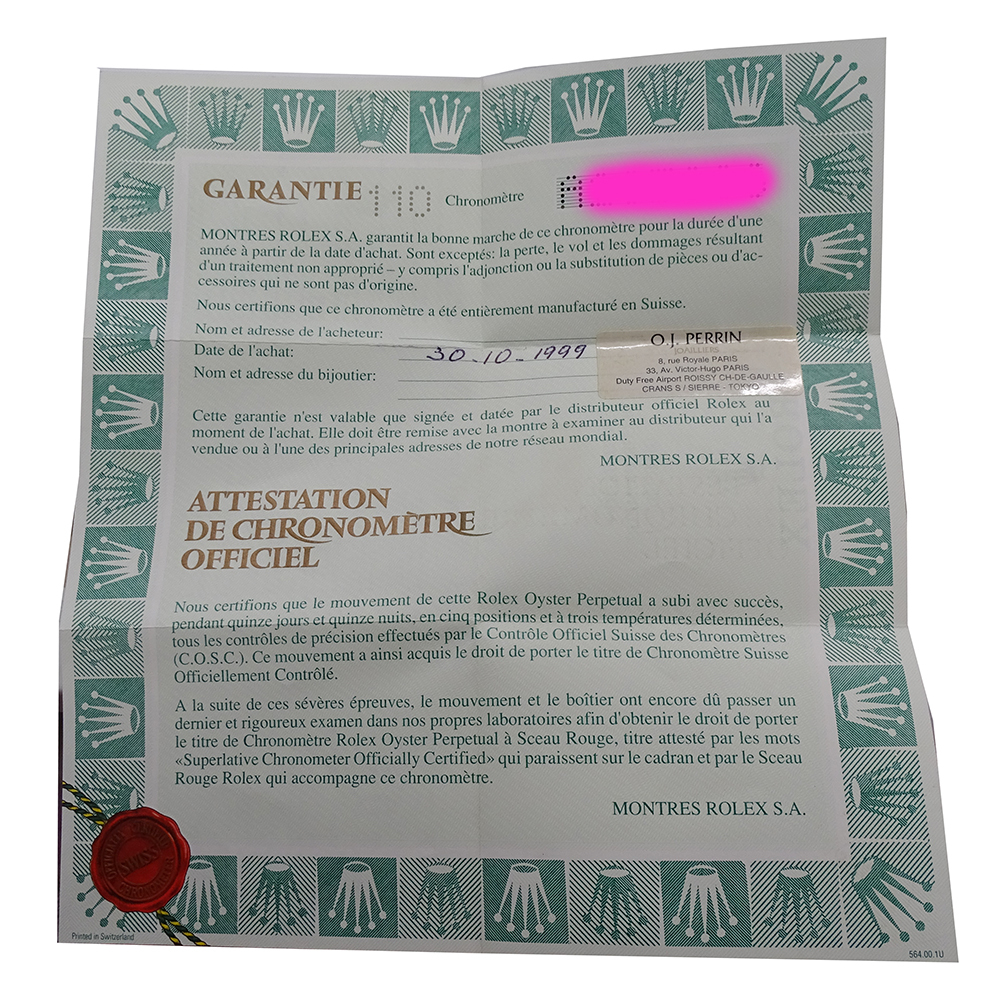 GARANTIE 110 Chronomètre A
MONTRES ROLEX S.A. garantit la bonne marche de ce chronomètre pour la durée d'une
année à partir de la date d'achat. Sont exceptés: la perte, le vol et les dommages résultant
d'un traitement non approprié – y compris l'adjonction ou la substitution de pièces ou d'ac-
cessoires qui ne sont pas d'origine.
Nous certifions que ce chronomètre a été entièrement manufacturé en Suisse.
Nom et adresse de l'acheteur:
Date de l'achat: 30-10-1999
Nom et adresse du bijoutier:
O.J. PERRIN
JOAILLIERS
8, rue Royale PARIS
33, Av. Victor-Hugo PARIS
Duty Free Airport ROISSY CH-DE-GAULLE
CRANS S / SIERRE - TOKYO
Cette garantie n'est valable que signée et datée par le distributeur officiel Rolex au
moment de l'achat. Elle doit être remise avec la montre à examiner au distributeur qui l'a
vendue ou à l'une des principales adresses de notre réseau mondial.
MONTRES ROLEX S.A.
ATTESTATION
DE CHRONOMÈTRE
OFFICIEL
Nous certifions que le mouvement de cette Rolex Oyster Perpetual a subi avec succès,
pendant quinze jours et quinze nuits, en cinq positions et à trois températures déterminées,
tous les contrôles de précision effectués par le Contrôle Officiel Suisse des Chronomètres
(C.O.S.C.). Ce mouvement a ainsi acquis le droit de porter le titre de Chronomètre Suisse
Officiellement Contrôlé.
A la suite de ces sévères épreuves, le mouvement et le boîtier ont encore dû passer un
dernier et rigoureux examen dans nos propres laboratoires afin d'obtenir le droit de porter
le titre de Chronomètre Rolex Oyster Perpetual à Sceau Rouge, titre attesté par les mots
«Superlative Chronometer Officially Certified» qui paraissent sur le cadran et par le Sceau
Rouge Rolex qui accompagne ce chronomètre.
MONTRES ROLEX S.A.
SWISS
Printed in Switzerland
564.00.1U